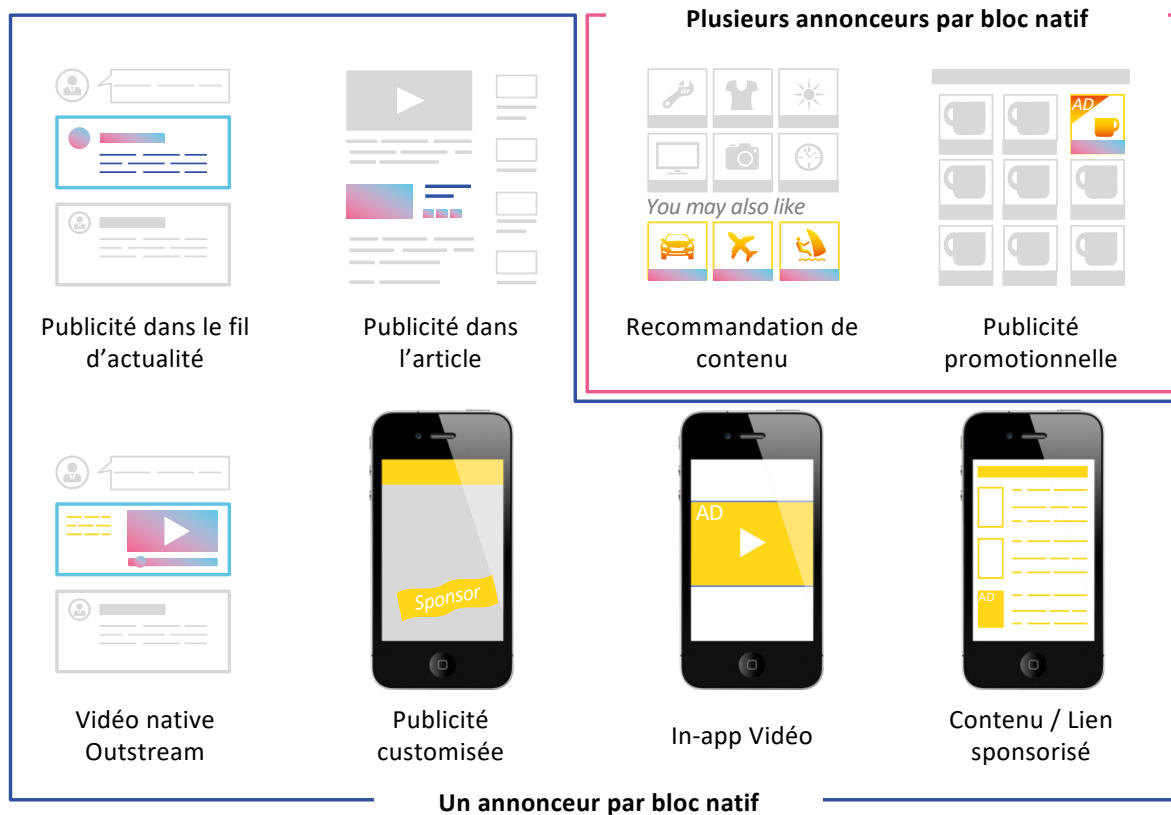 Plusieurs annonceurs par bloc natif
AD
You may also like
Publicité dans le fil
d’actualité
Publicité dans
l’article
Recommandation de
contenu
Publicité
promotionnelle
Sponsor
AD
AD
Vidéo native
Outstream
Publicité
customisée
In-app Vidéo
Contenu / Lien
sponsorisé
Un annonceur par bloc natif